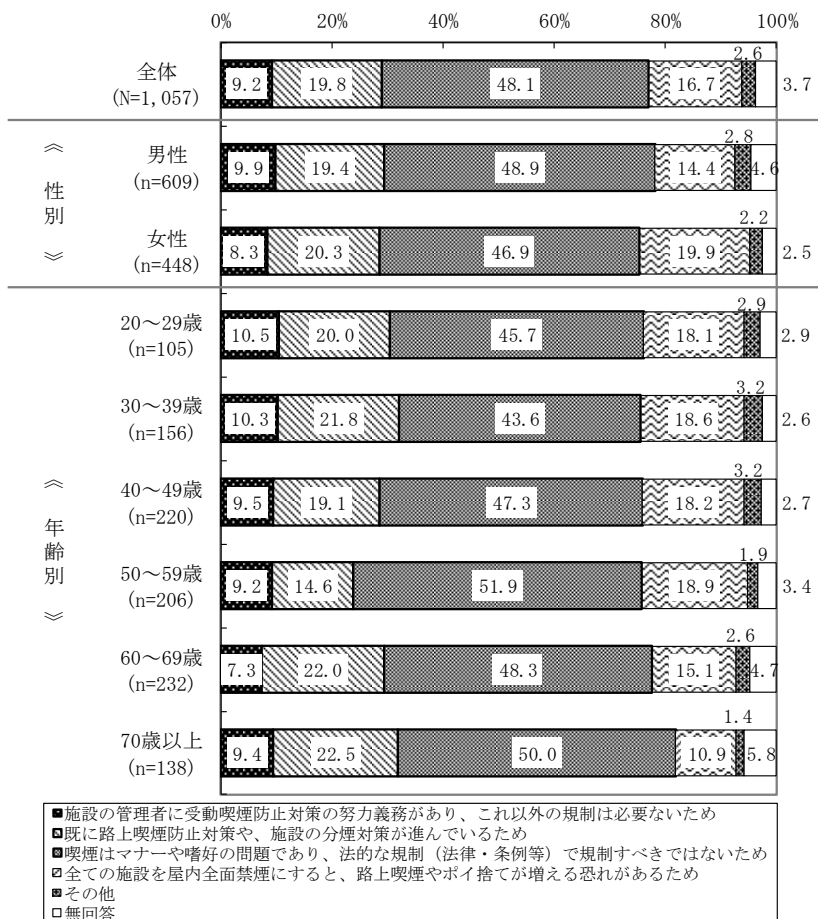 0% 20% 40% 60% 80% 100%
全体
(N=1,057)
9.2 19.8 48.1 16.7 2.6 3.7
《性別》
男性
(n=609)
9.9 19.4 48.9 14.4 2.8 4.6
女性
(n=448)
8.3 20.3 46.9 19.9 2.2 2.5
《年齢別》
20～29歳
(n=105)
10.5 20.0 45.7 18.1 2.9 2.9
30～39歳
(n=156)
10.3 21.8 43.6 18.6 3.2 2.6
40～49歳
(n=220)
9.5 19.1 47.3 18.2 3.2 2.7
50～59歳
(n=206)
9.2 14.6 51.9 18.9 1.9 3.4
60～69歳
(n=232)
7.3 22.0 48.3 15.1 2.6 4.7
70歳以上
(n=138)
9.4 22.5 50.0 10.9 1.4 5.8
施設の管理者に受動喫煙防止対策の努力義務があり、これ以外の規制は必要ないため
既に路上喫煙防止対策や、施設の分煙対策が進んでいるため
喫煙はマナーや嗜好の問題であり、法的な規制（法律・条例等）で規制すべきではないため
全ての施設を屋内全面禁煙にすると、路上喫煙やポイ捨てが増える恐れがあるため
その他
無回答